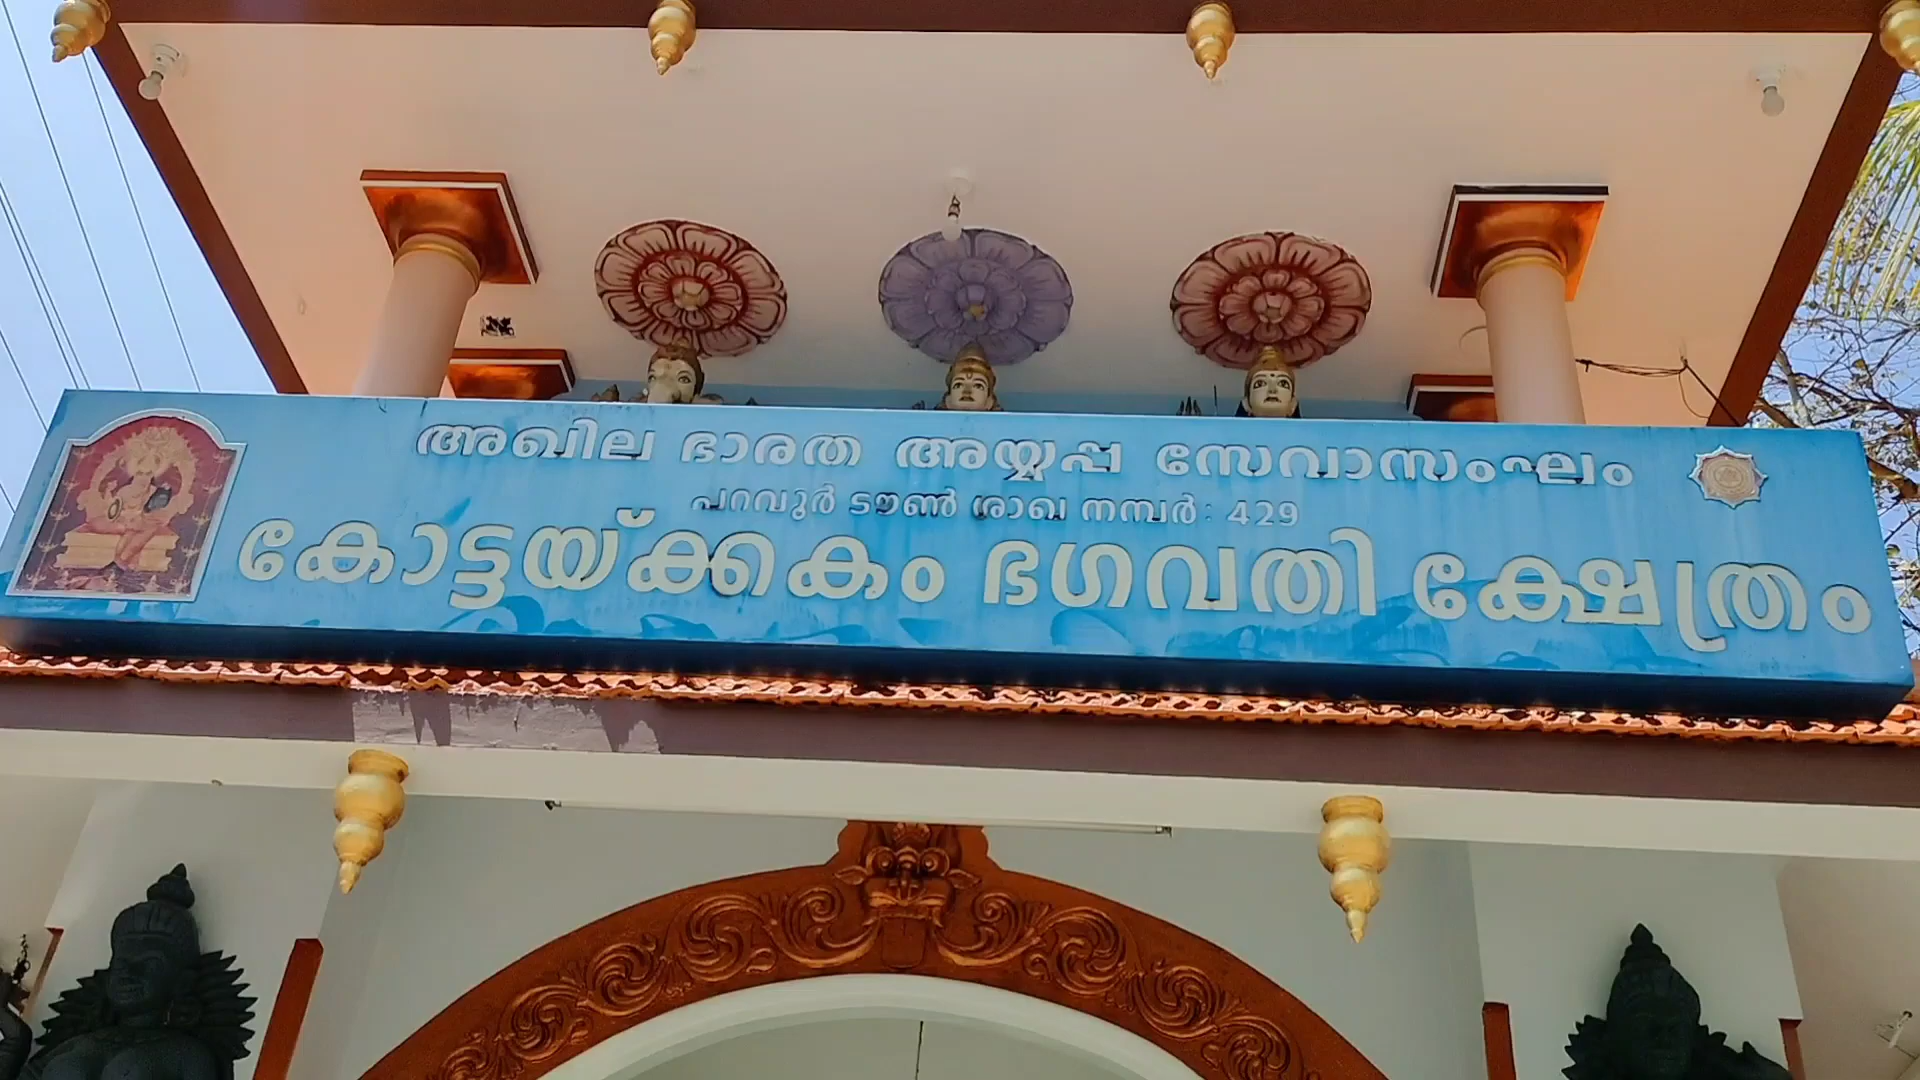 അഖില ഭാരത അയ്യപ്പ സേവാസംഘം
പറവൂർ ടൗൺ ശാഖ നമ്പർ: 429
കോട്ടയ്ക്കകം ഭഗവതി ക്ഷേത്രം